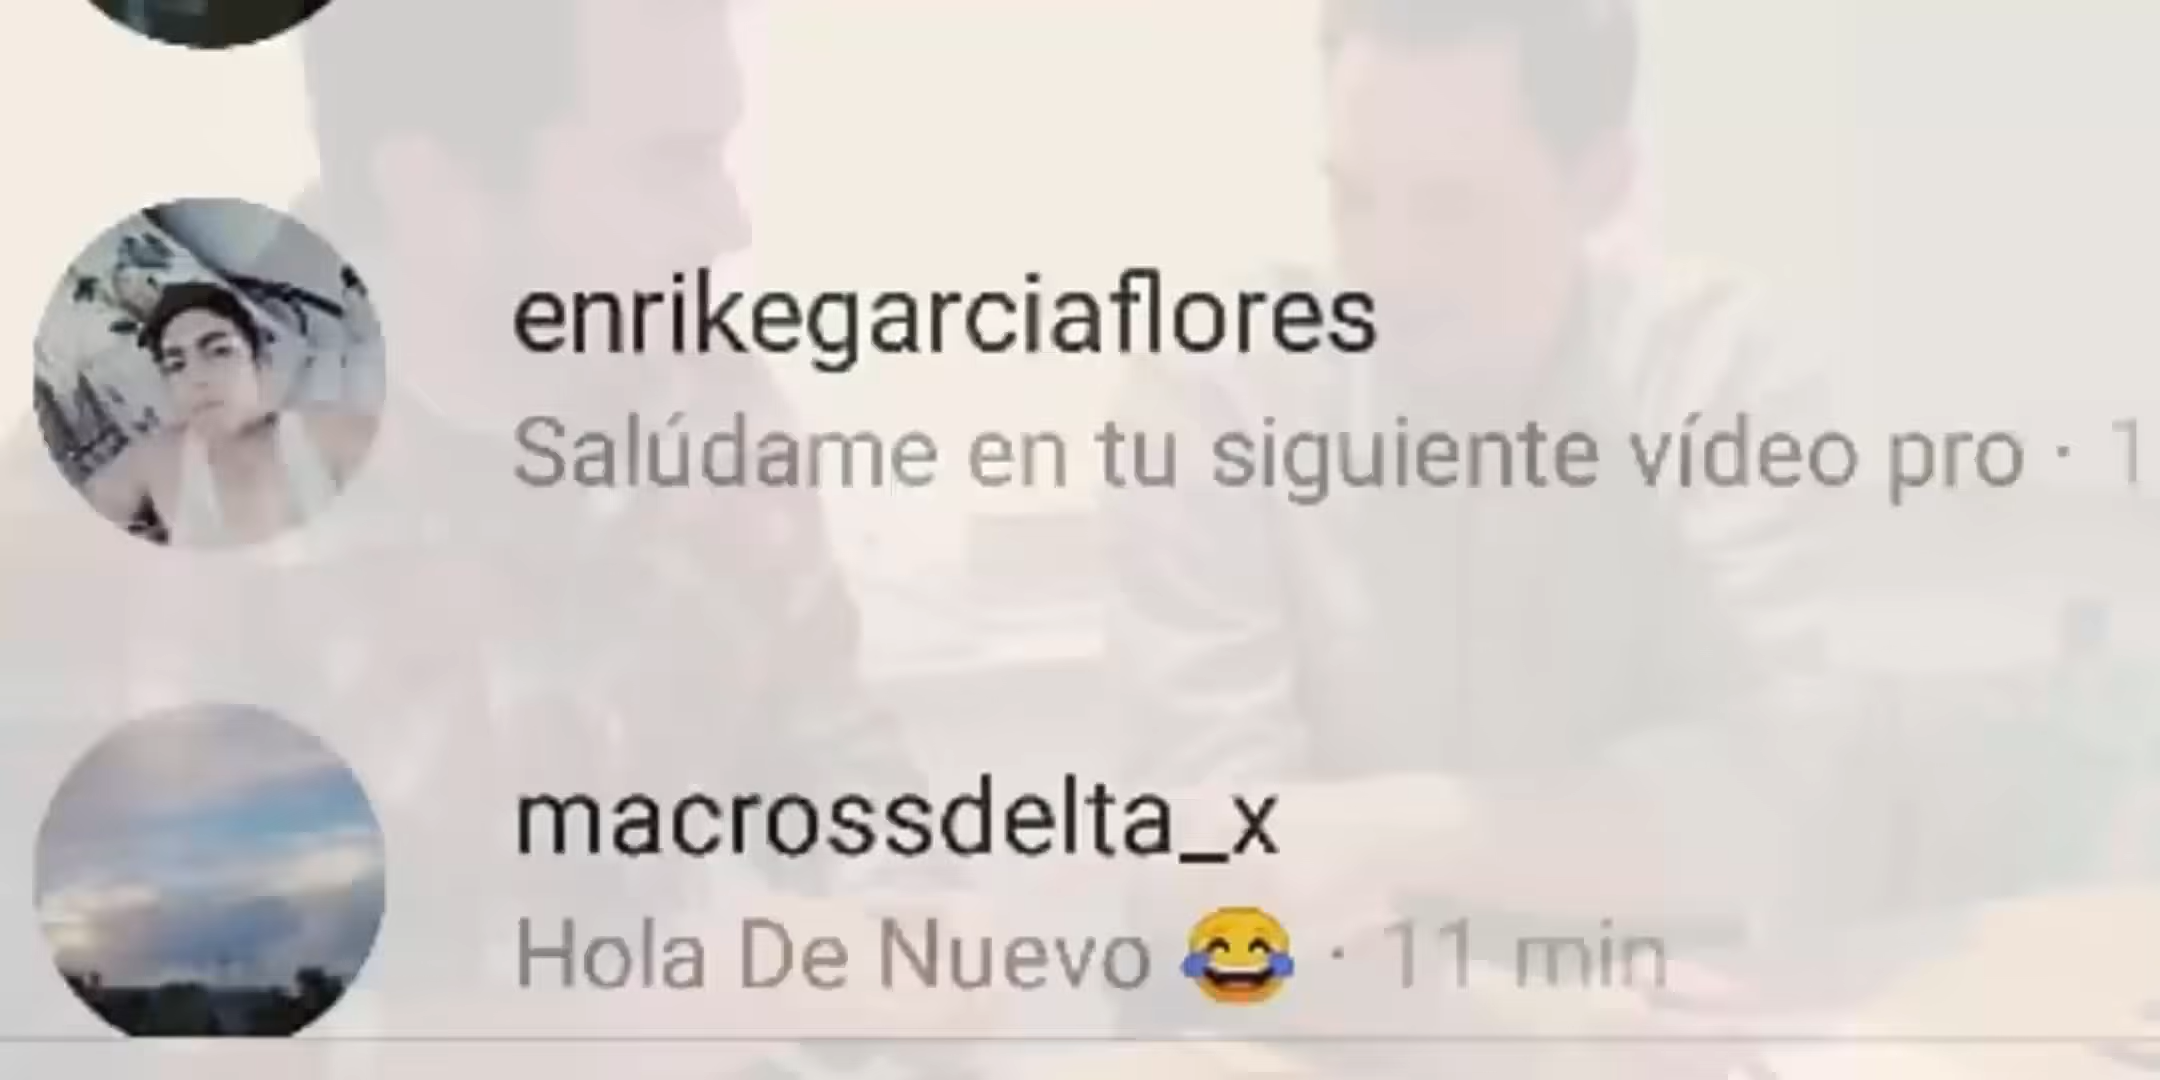 enrikegarciaflores
Salúdame en tu siguiente vídeo pro · 1
macrossdelta_x
Hola De Nuevo 😂 · 11 min